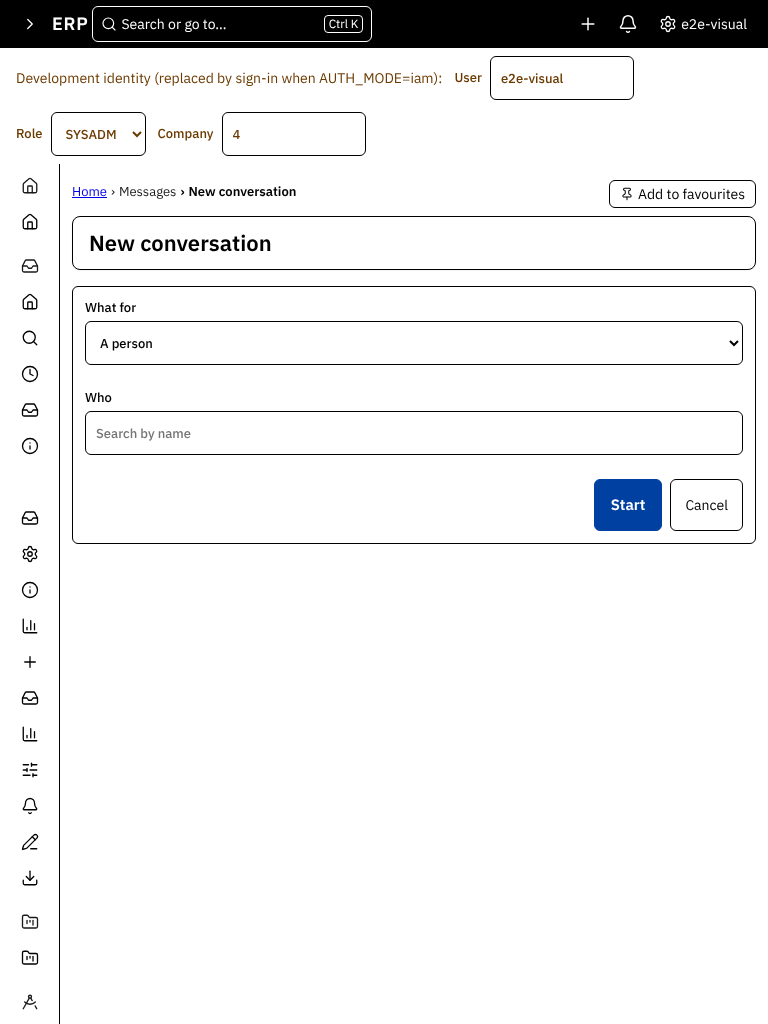 ERP Search or go to... Ctrl K e2e-visual
Development identity (replaced by sign-in when AUTH_MODE=iam): User e2e-visual
Role SYSADM Company 4
Home › Messages › New conversation Add to favourites
New conversation
What for
A person
Who
Search by name
Start Cancel